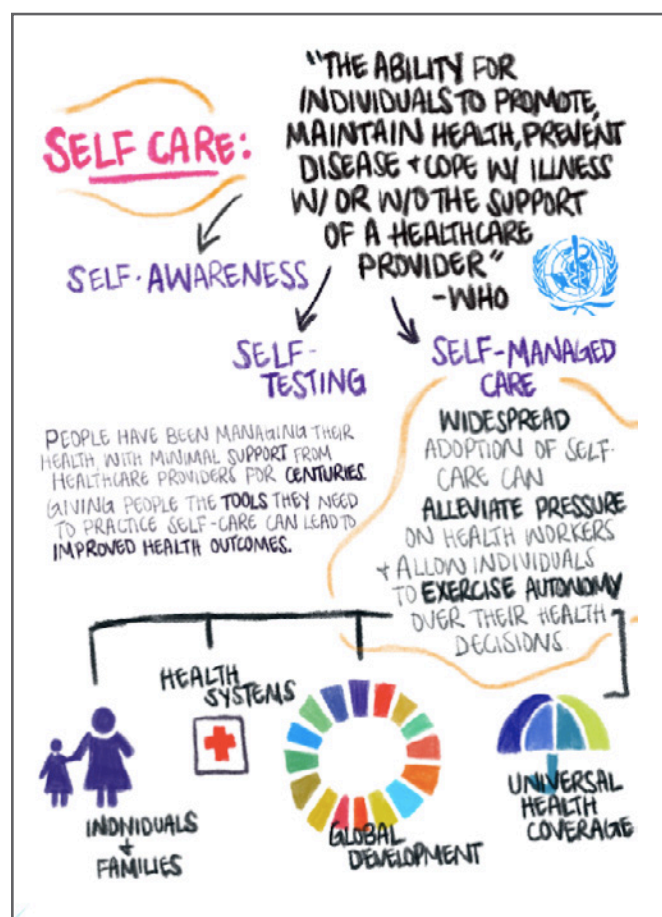 SELF CARE:
"THE ABILITY FOR
INDIVIDUALS TO PROMOTE,
MAINTAIN HEALTH, PREVENT
DISEASE + COPE W/ ILLNESS
W/ OR W/O THE SUPPORT
OF A HEALTHCARE
PROVIDER"
-WHO
SELF-AWARENESS
SELF-
TESTING
SELF-MANAGED
CARE
PEOPLE HAVE BEEN MANAGING THEIR
HEALTH, WITH MINIMAL SUPPORT FROM
HEALTHCARE PROVIDERS FOR CENTURIES.
GIVING PEOPLE THE TOOLS THEY NEED
TO PRACTICE SELF-CARE CAN LEAD TO
IMPROVED HEALTH OUTCOMES.
WIDESPREAD
ADOPTION OF SELF-
CARE CAN
ALLEVIATE PRESSURE
ON HEALTH WORKERS
+ ALLOW INDIVIDUALS
TO EXERCISE AUTONOMY
OVER THEIR HEALTH
DECISIONS.
INDIVIDUALS
+
FAMILIES
HEALTH
SYSTEMS
GLOBAL
DEVELOPMENT
UNIVERSAL
HEALTH
COVERAGE